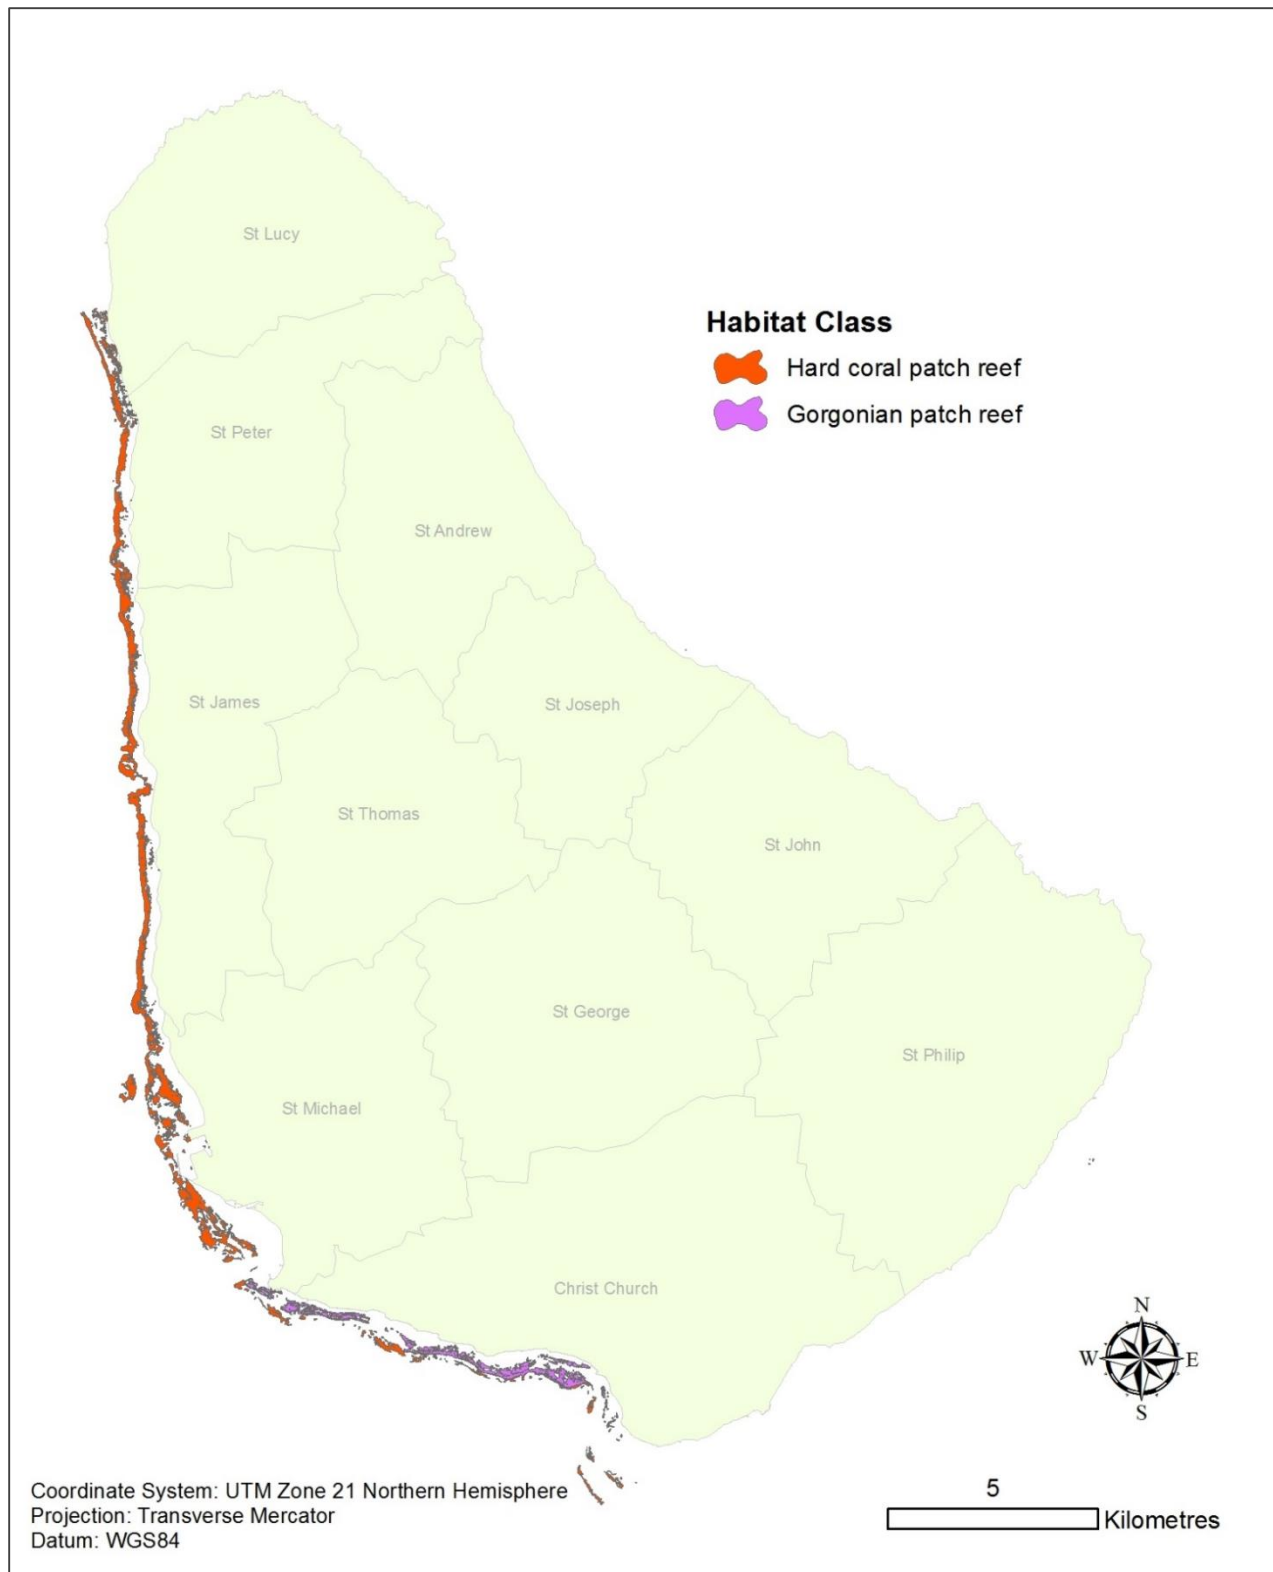 St Lucy
Habitat Class
Hard coral patch reef
Gorgonian patch reef
St Peter
St Andrew
St James
St Joseph
St Thomas
St John
St George
St Philip
St Michael
Christ Church
N
W E
S
Coordinate System: UTM Zone 21 Northern Hemisphere
Projection: Transverse Mercator
Datum: WGS84
5
Kilometres